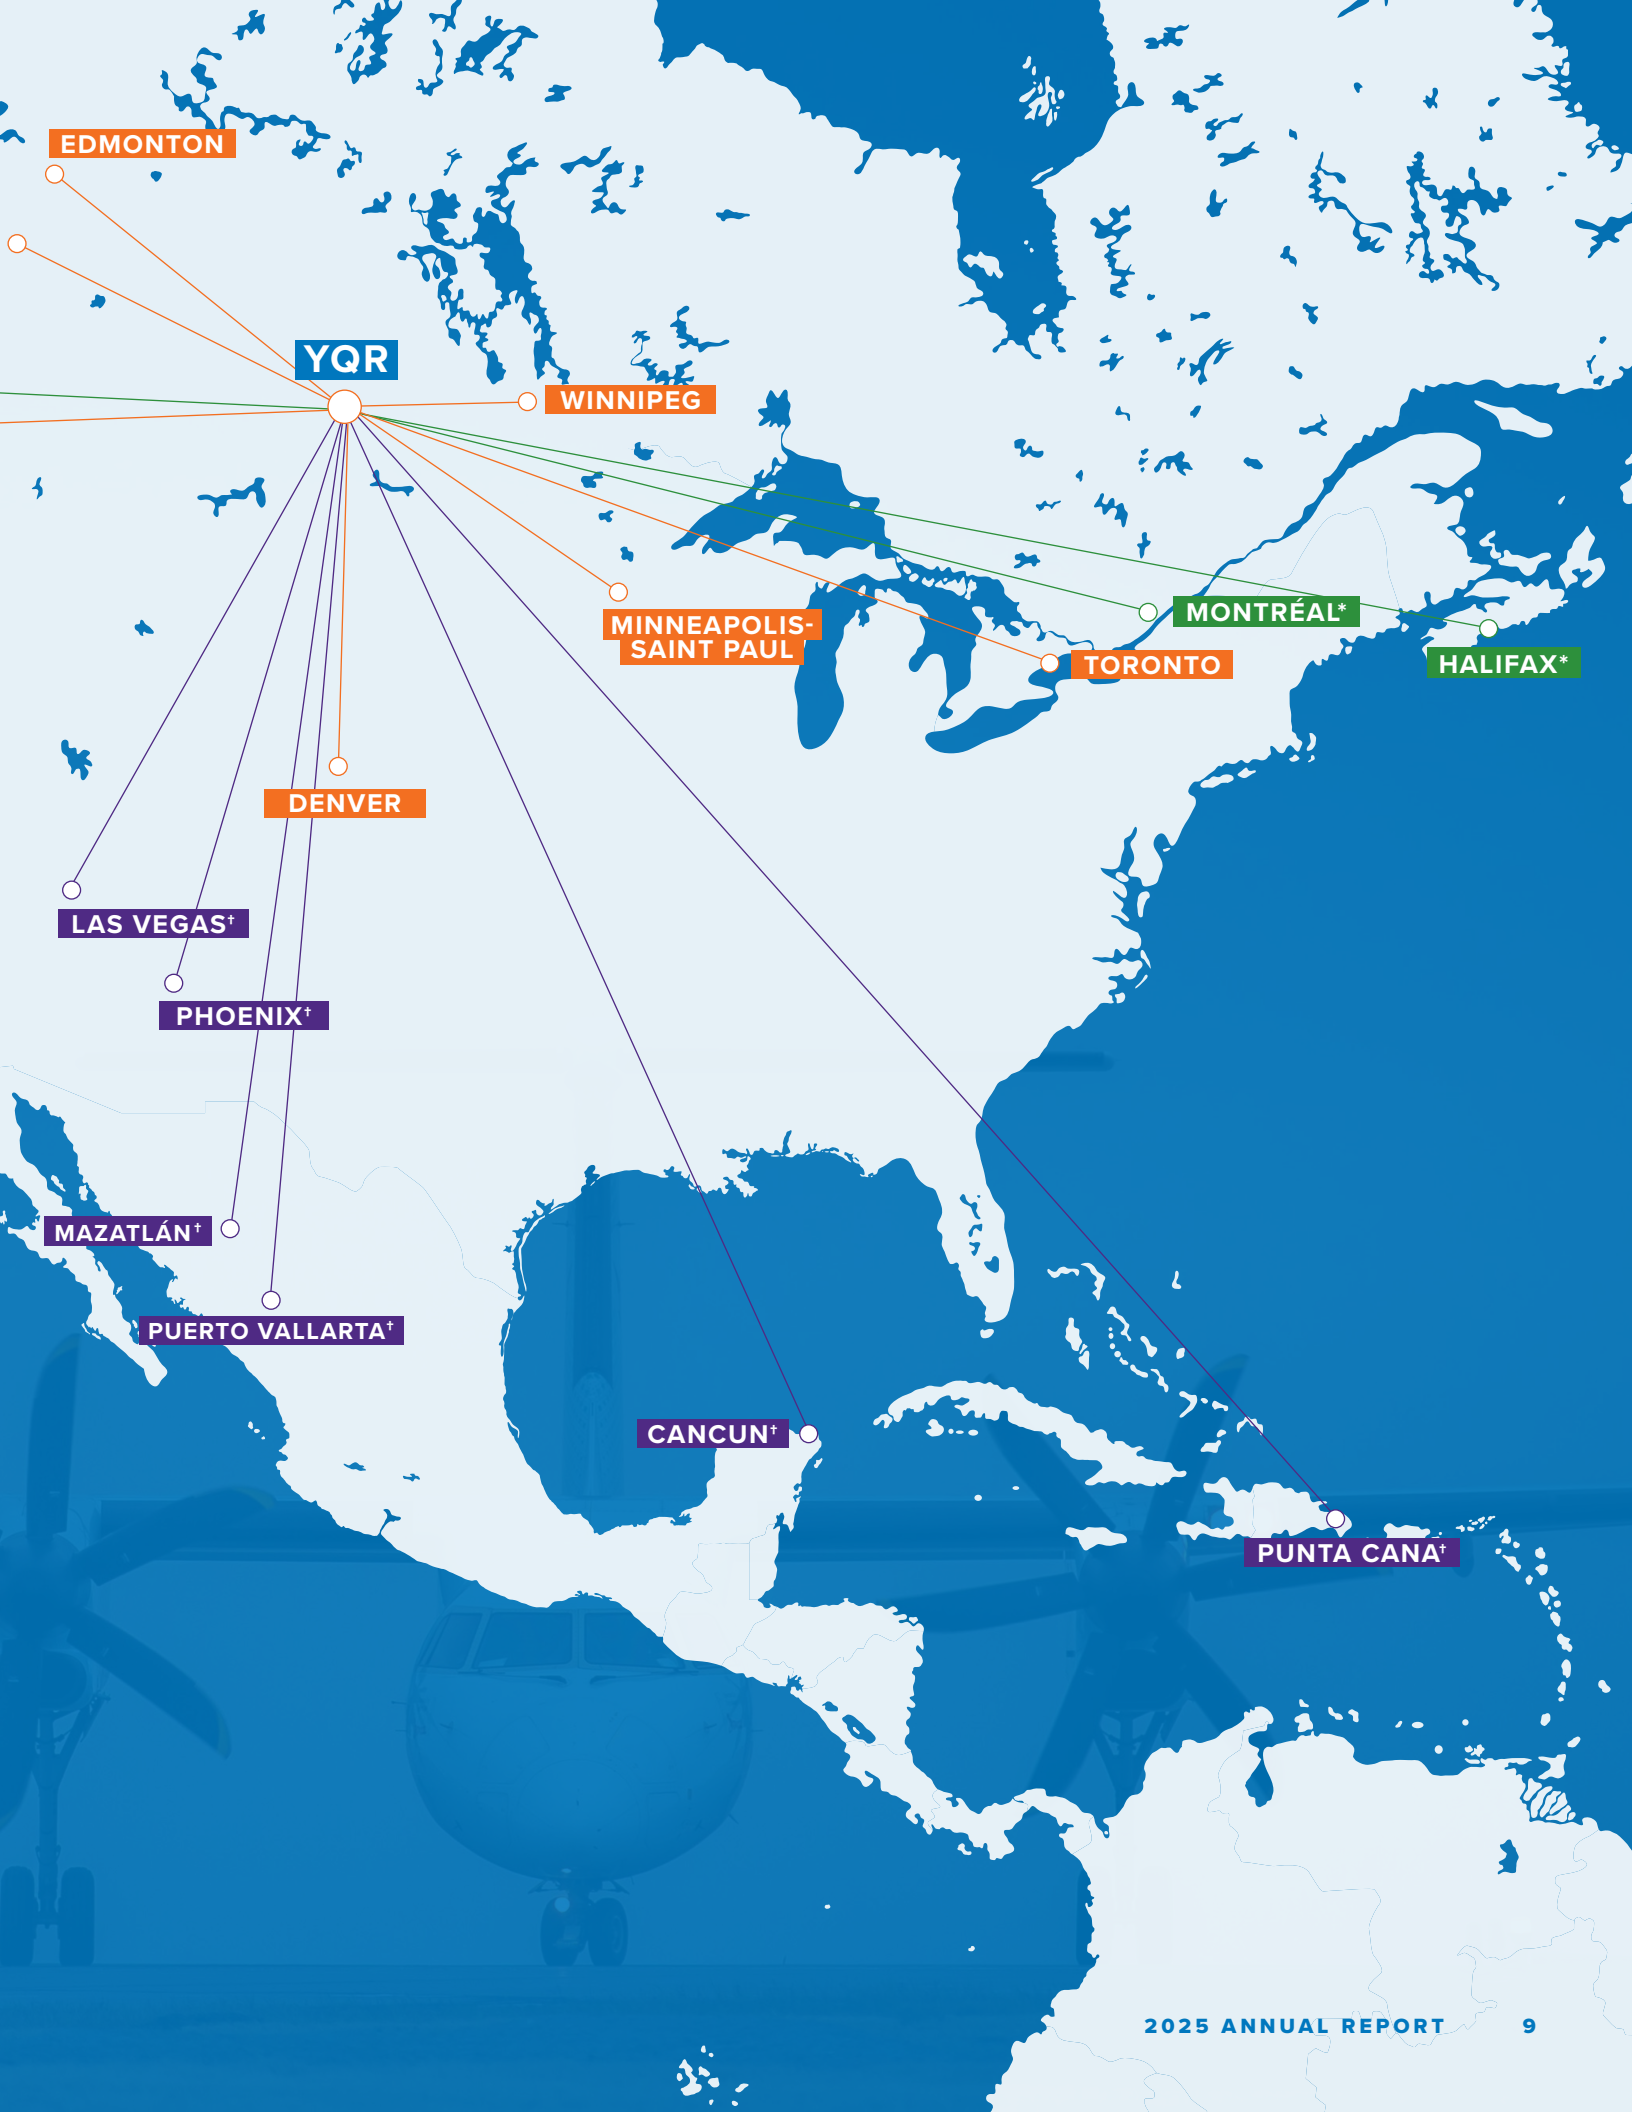 EDMONTON
YQR
WINNIPEG
MINNEAPOLIS-
SAINT PAUL
MONTRÉAL*
TORONTO
HALIFAX*
DENVER
LAS VEGAS†
PHOENIX†
MAZATLÁN†
PUERTO VALLARTA†
CANCUN†
PUNTA CANA†
2025 ANNUAL REPORT 9